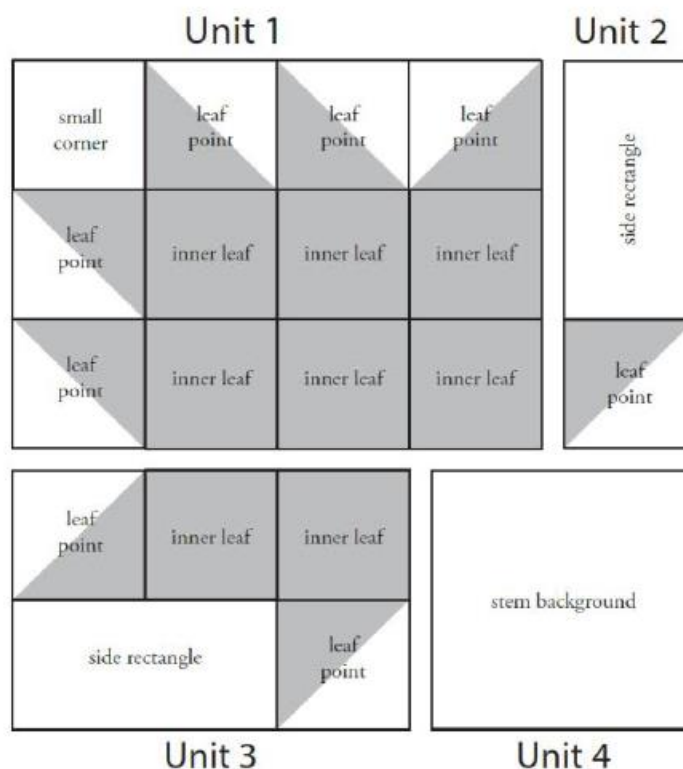 Unit 1
Unit 2
small
corner
leaf
point
leaf
point
leaf
point
side rectangle
leaf
point
inner leaf
inner leaf
inner leaf
leaf
point
inner leaf
inner leaf
inner leaf
leaf
point
leaf
point
inner leaf
inner leaf
stem background
side rectangle
leaf
point
Unit 3
Unit 4